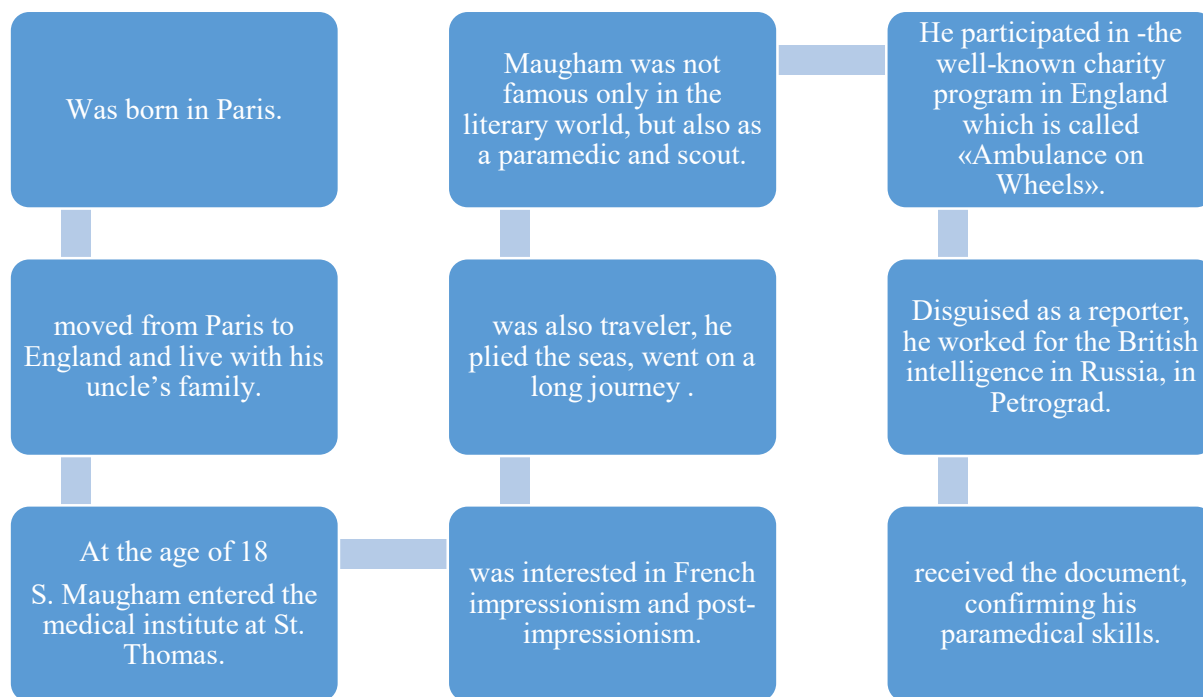 Was born in Paris.
moved from Paris to
England and live with his
uncle’s family.
At the age of 18
S. Maugham entered the
medical institute at St.
Thomas.
was interested in French
impressionism and post-
impressionism.
was also traveler, he
plied the seas, went on a
long journey .
Maugham was not
famous only in the
literary world, but also as
a paramedic and scout.
He participated in -the
well-known charity
program in England
which is called
«Ambulance on
Wheels».
Disguised as a reporter,
he worked for the British
intelligence in Russia, in
Petrograd.
received the document,
confirming his
paramedical skills.